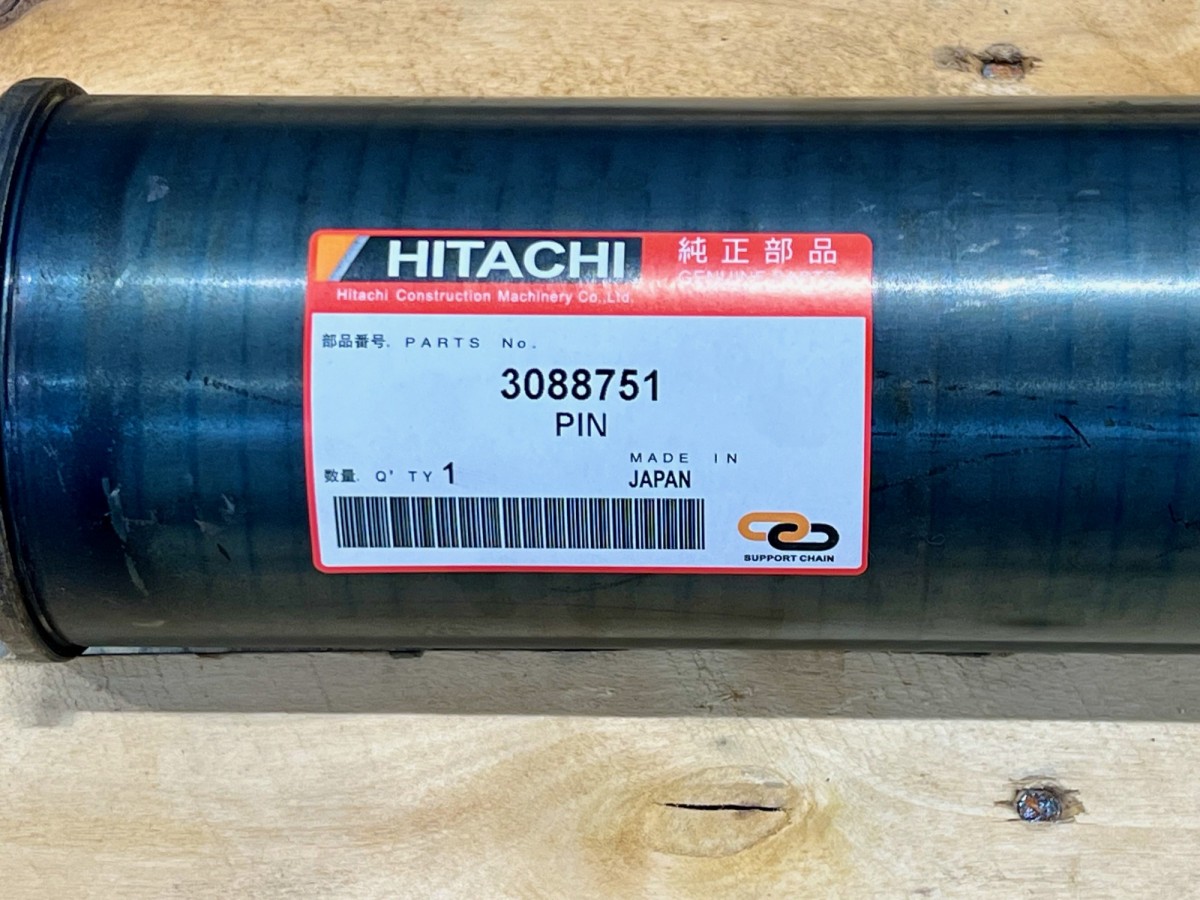 HITACHI
純正部品
GENUINE PARTS
Hitachi Construction Machinery Co.,Ltd.
部品番号. PARTS No.
3088751
PIN
MADE IN
数量. Q'TY 1
JAPAN
SUPPORT CHAIN